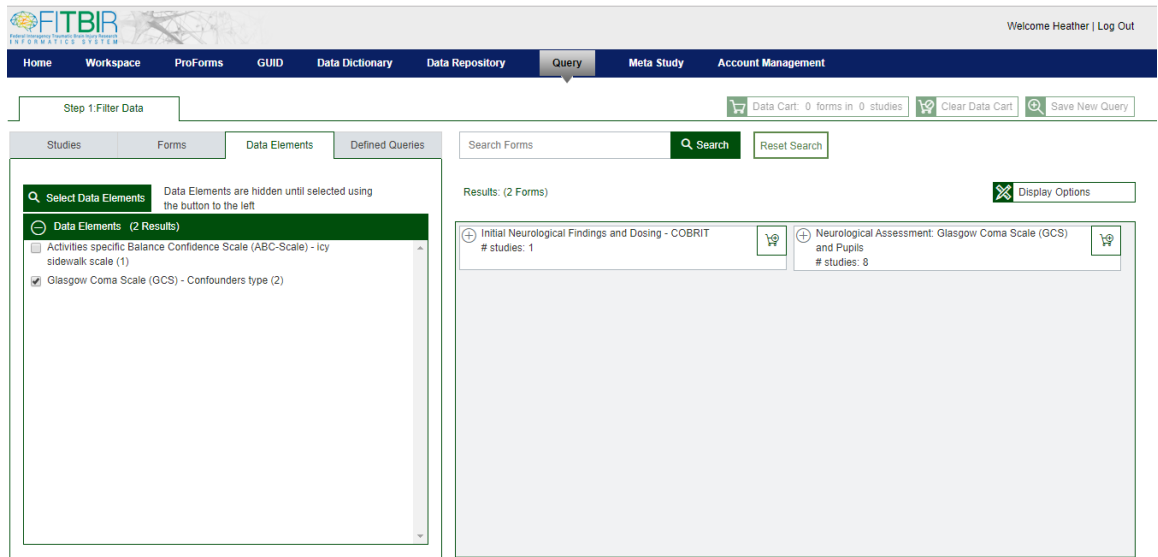 FITBIR
Federal Interagency Traumatic Brain Injury Research
INFORMATICS SYSTEM
Welcome Heather | Log Out
Home Workspace ProForms GUID Data Dictionary Data Repository Query Meta Study Account Management
Step 1:Filter Data
Data Cart: 0 forms in 0 studies
Clear Data Cart
Save New Query
Studies Forms Data Elements Defined Queries
Search Forms
Search
Reset Search
Select Data Elements
Data Elements are hidden until selected using
the button to the left
Data Elements (2 Results)
Activities specific Balance Confidence Scale (ABC-Scale) - icy
sidewalk scale (1)
Glasgow Coma Scale (GCS) - Confounders type (2)
Results: (2 Forms)
Display Options
Initial Neurological Findings and Dosing - COBRIT
# studies: 1
Neurological Assessment: Glasgow Coma Scale (GCS)
and Pupils
# studies: 8